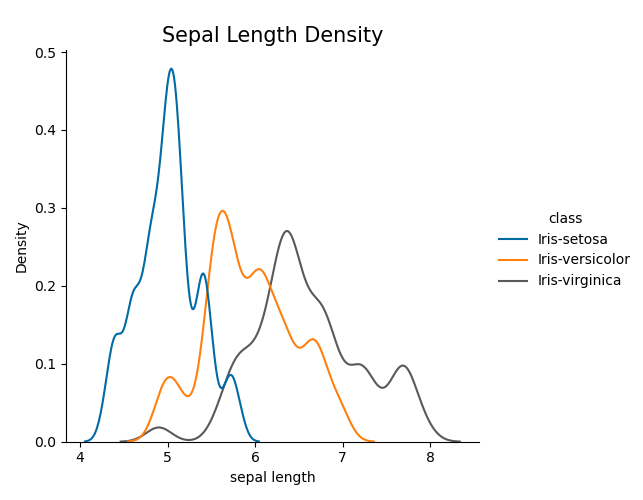 Sepal Length Density
0.5
0.4
0.3
0.2
0.1
0.0
Density
4 5 6 7 8
sepal length
class
Iris-setosa
Iris-versicolor
Iris-virginica